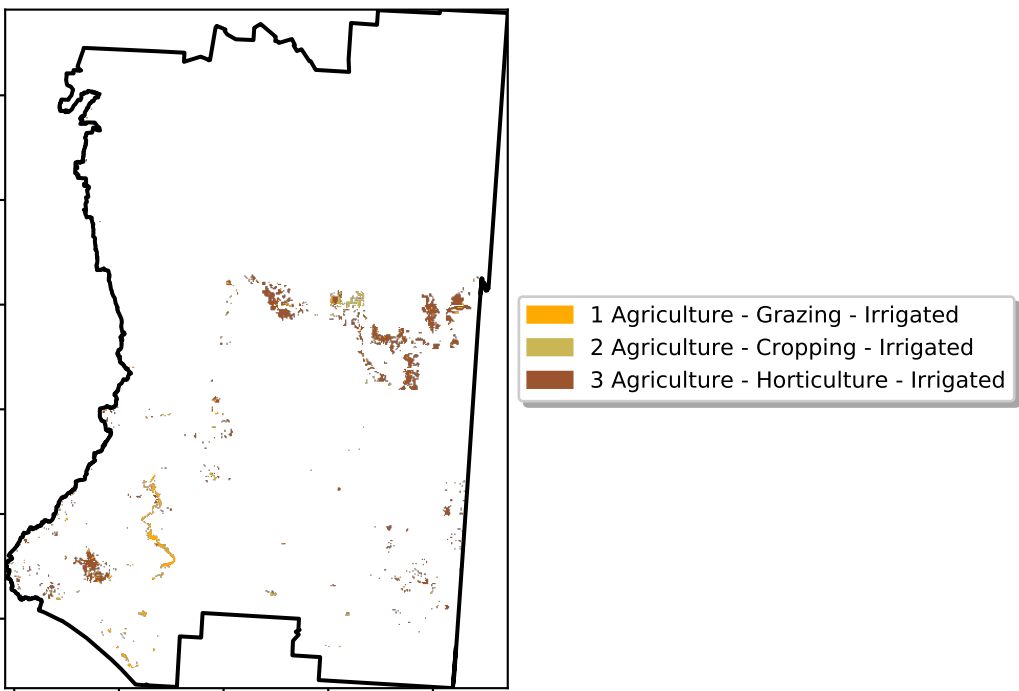 1 Agriculture - Grazing - Irrigated
2 Agriculture - Cropping - Irrigated
3 Agriculture - Horticulture - Irrigated